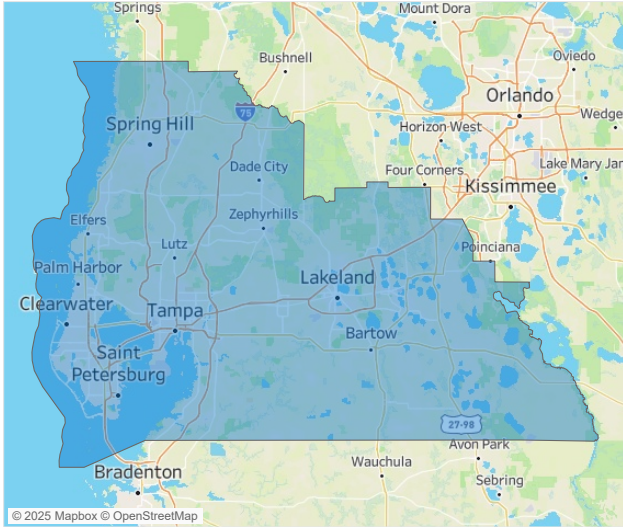 Springs
Mount Dora
Bushnell
Oviedo
Orlando
75
Spring Hill
Horizon West
Wedge
Dade City
Four Corners
Lake Mary Jan
Kissimmee
Elfers
Zephyrhills
Lutz
Poinciana
Palm Harbor
Lakeland
Clearwater
Tampa
Bartow
Saint
Petersburg
27-98
Avon Park
Bradenton
Wauchula
Sebring
© 2025 Mapbox © OpenStreetMap